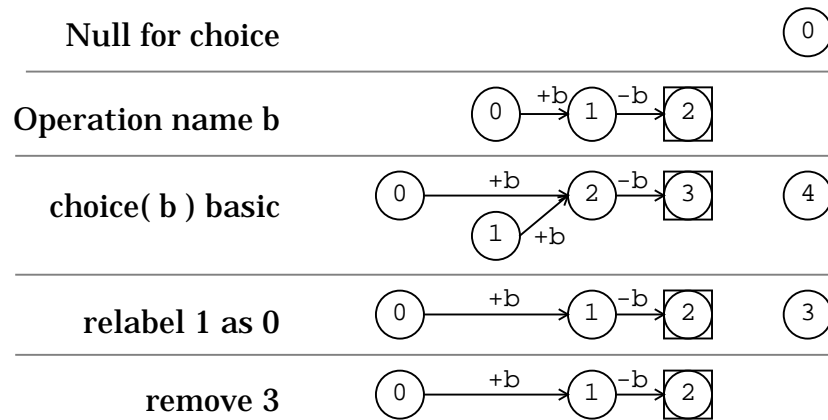 Null for choice 0
Operation name b 0 +b 1 -b 2
choice( b ) basic 0 +b 2 -b 3 4
1 +b
relabel 1 as 0 0 +b 1 -b 2 3
remove 3 0 +b 1 -b 2